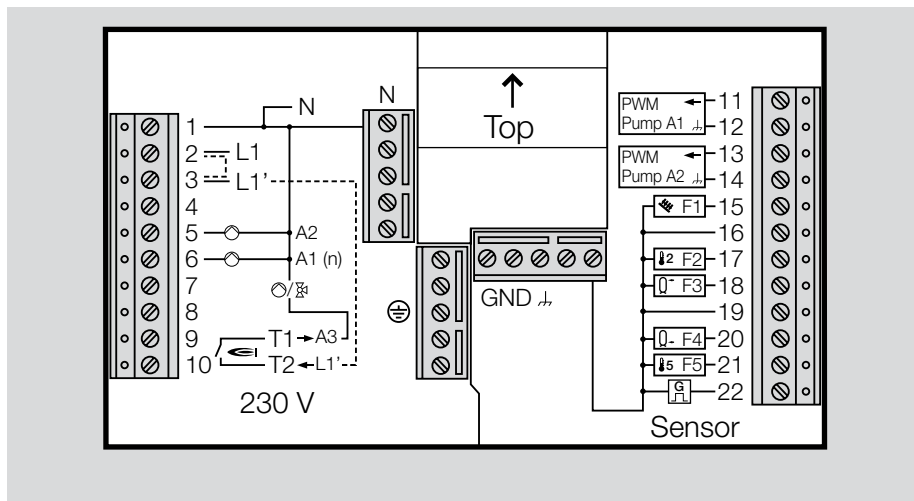 N
N
1
2 L1
3 L1'
4
5 A2
6 A1 (n)
7
8
9 T1 A3
10 T2 L1'
230 V
Top
GND
PWM 11
Pump A1 12
PWM 13
Pump A2 14
F1 15
16
2 F2 17
F3 18
19
F4 20
5 F5 21
G 22
Sensor